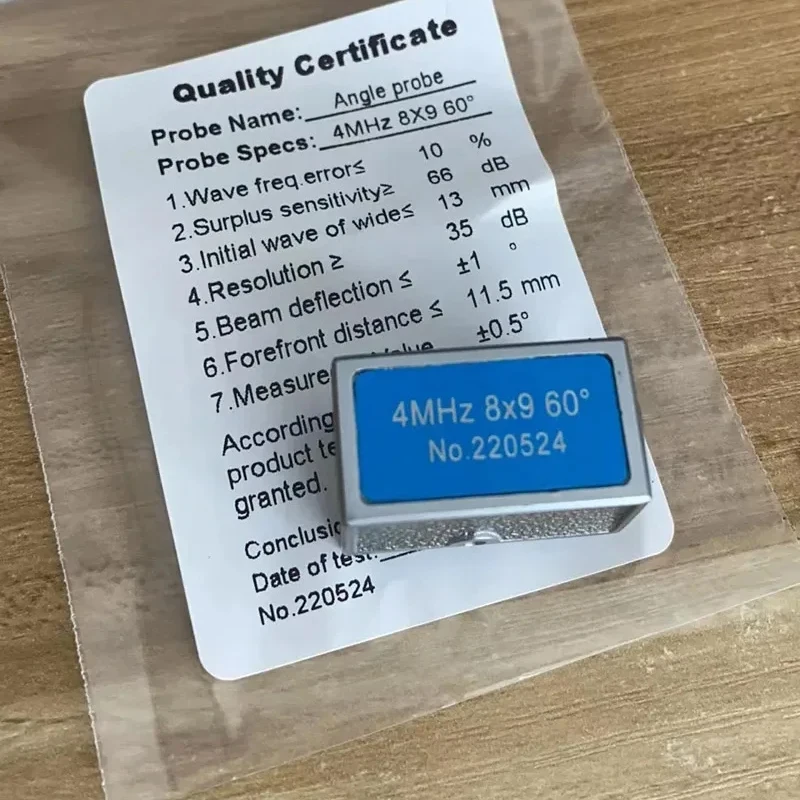 Quality Certificate
Probe Name: Angle probe
Probe Specs: 4MHz 8X9 60°
1.Wave freq.error≤ 10 %
2.Surplus sensitivity≥ 66 dB
3.Initial wave of wide≤ 13 mm
4.Resolution ≥ 35 dB
5.Beam deflection ≤ ±1 °
6.Forefront distance ≤ 11.5 mm
7.Measure ±0.5°
According
product
granted.
Date of
No.220524
4MHz 8x9 60°
No.220524